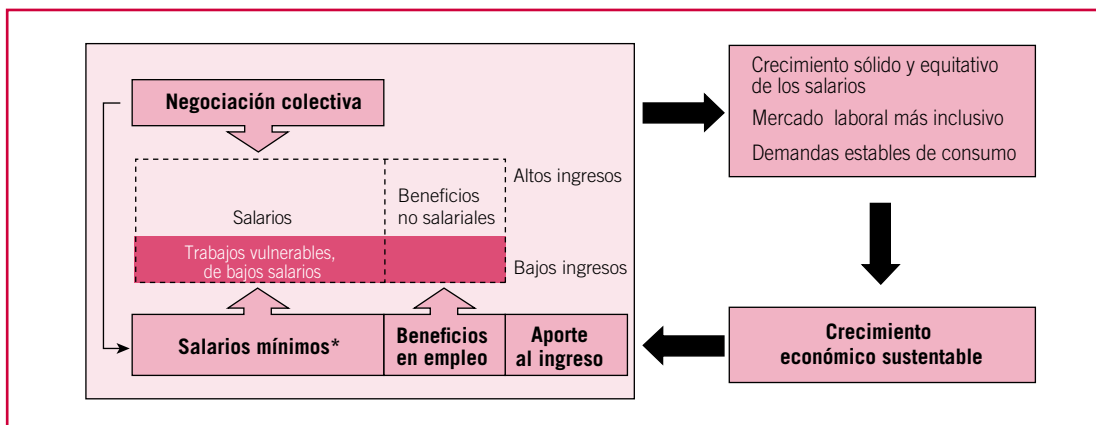 Negociación colectiva
Altos ingresos
Beneficios
no salariales
Salarios
Trabajos vulnerables,
de bajos salarios
Bajos ingresos
Salarios mínimos*
Beneficios
en empleo
Aporte
al ingreso
Crecimiento sólido y equitativo
de los salarios
Mercado laboral más inclusivo
Demandas estables de consumo
Crecimiento
económico sustentable